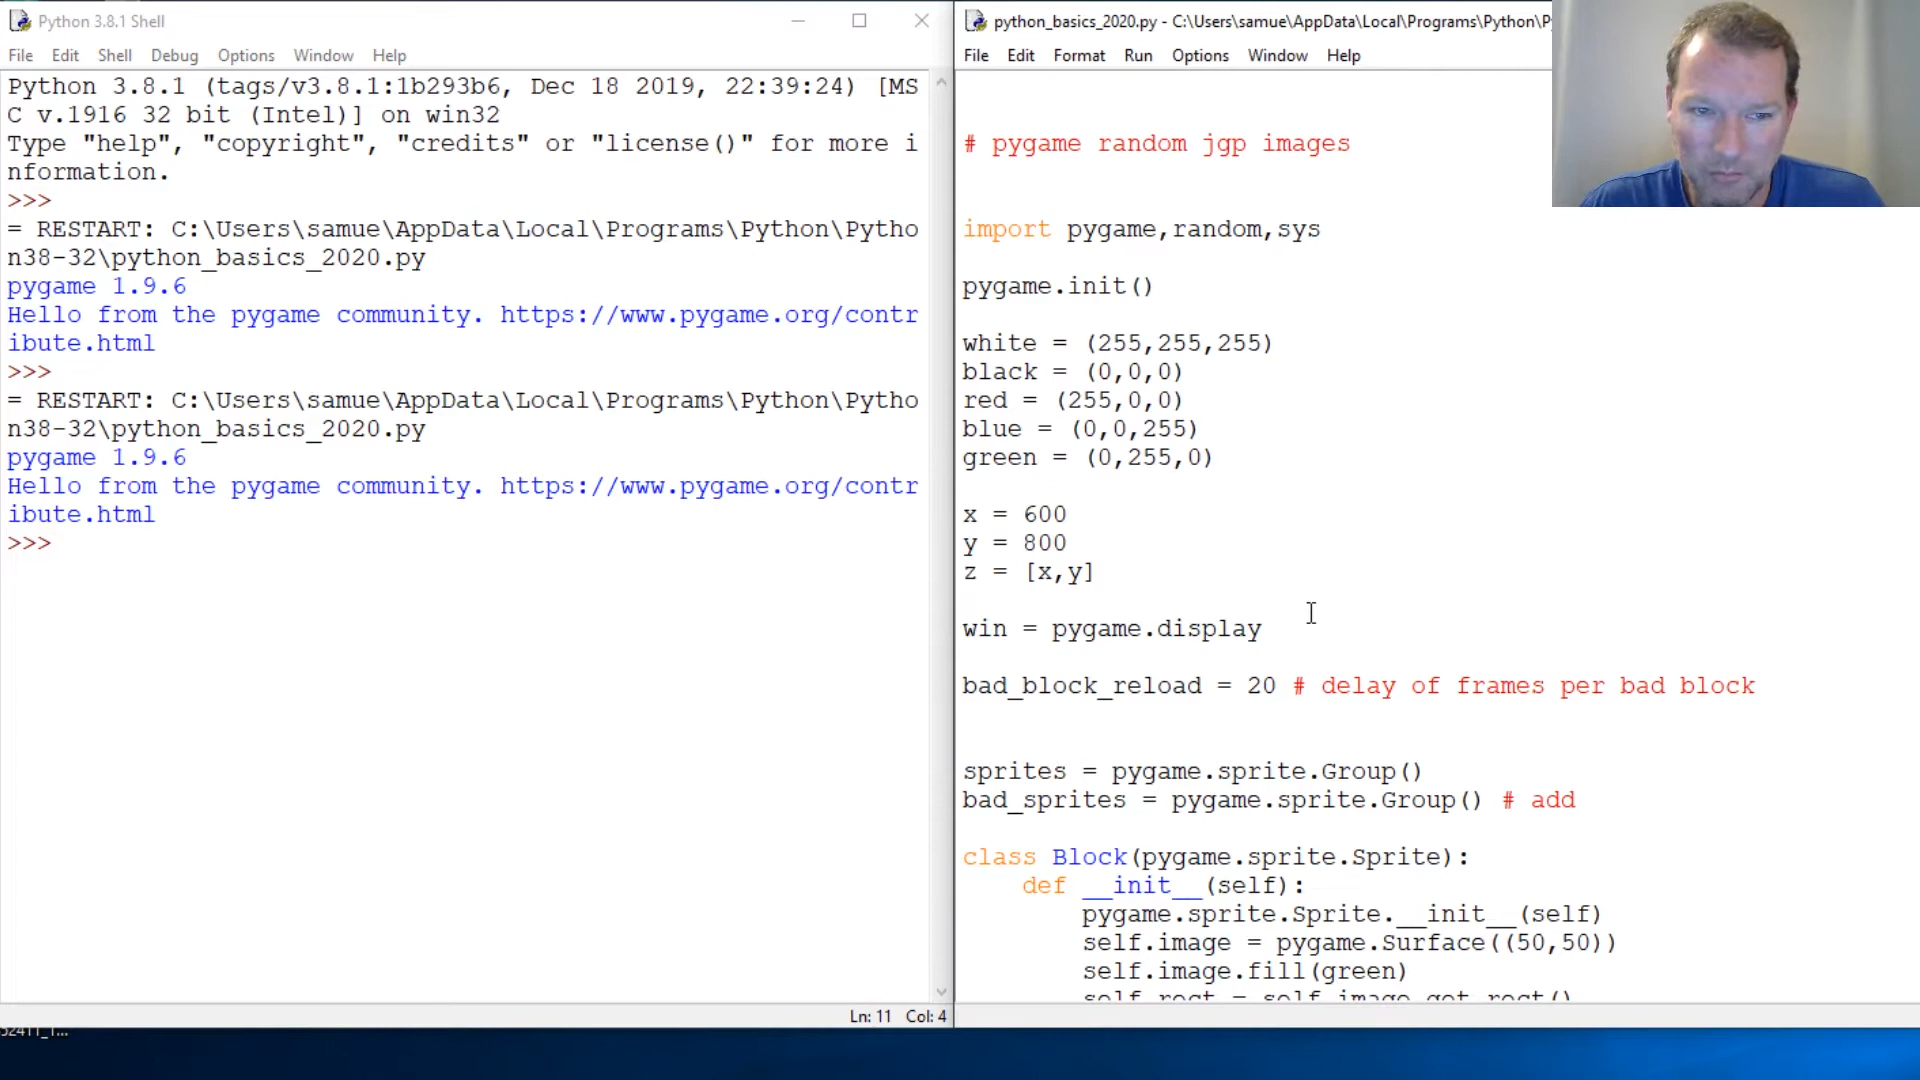 Python 3.8.1 Shell
File Edit Shell Debug Options Window Help
Python 3.8.1 (tags/v3.8.1:1b293b6, Dec 18 2019, 22:39:24) [MS
C v.1916 32 bit (Intel)] on win32
Type "help", "copyright", "credits" or "license()" for more i
nformation.
>>>
= RESTART: C:\Users\samue\AppData\Local\Programs\Python\Pytho
n38-32\python_basics_2020.py
pygame 1.9.6
Hello from the pygame community. https://www.pygame.org/contr
ibute.html
>>>
= RESTART: C:\Users\samue\AppData\Local\Programs\Python\Pytho
n38-32\python_basics_2020.py
pygame 1.9.6
Hello from the pygame community. https://www.pygame.org/contr
ibute.html
>>>
Ln: 11 Col: 4
python_basics_2020.py - C:\Users\samue\AppData\Local\Programs\Python\P
File Edit Format Run Options Window Help
# pygame random jgp images
import pygame,random,sys
pygame.init()
white = (255,255,255)
black = (0,0,0)
red = (255,0,0)
blue = (0,0,255)
green = (0,255,0)
x = 600
y = 800
z = [x,y]
win = pygame.display
bad_block_reload = 20 # delay of frames per bad block
sprites = pygame.sprite.Group()
bad_sprites = pygame.sprite.Group() # add
class Block(pygame.sprite.Sprite):
def __init__(self):
pygame.sprite.Sprite.__init__(self)
self.image = pygame.Surface((50,50))
self.image.fill(green)
self.rect = self.image.get_rect()